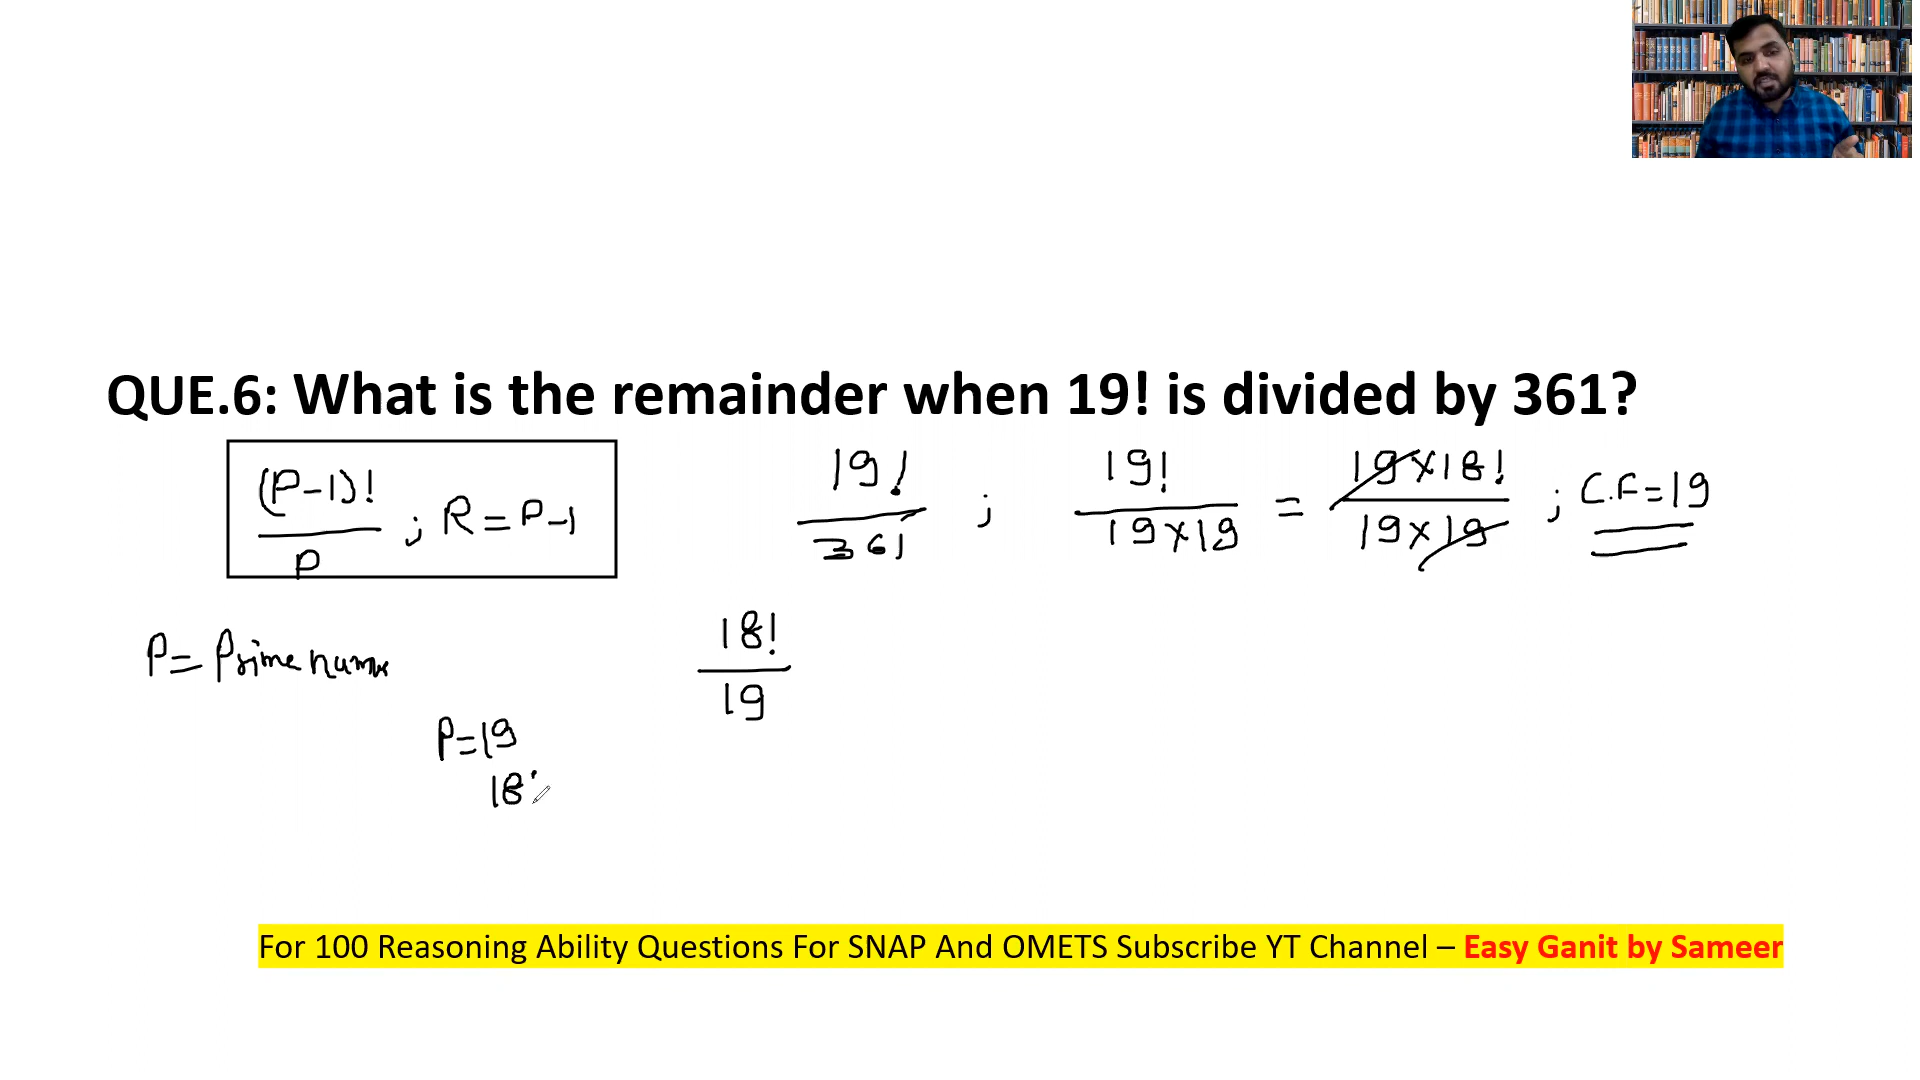 QUE.6: What is the remainder when 19! is divided by 361?
(P-1)! / P ; R = P-1
19! / 361 ; 19! / 19×19 = 19×18! / 19×19 ; C.F = 19
P = Prime
18! / 19
P = 19
18
For 100 Reasoning Ability Questions For SNAP And OMETS Subscribe YT Channel – Easy Ganit by Sameer